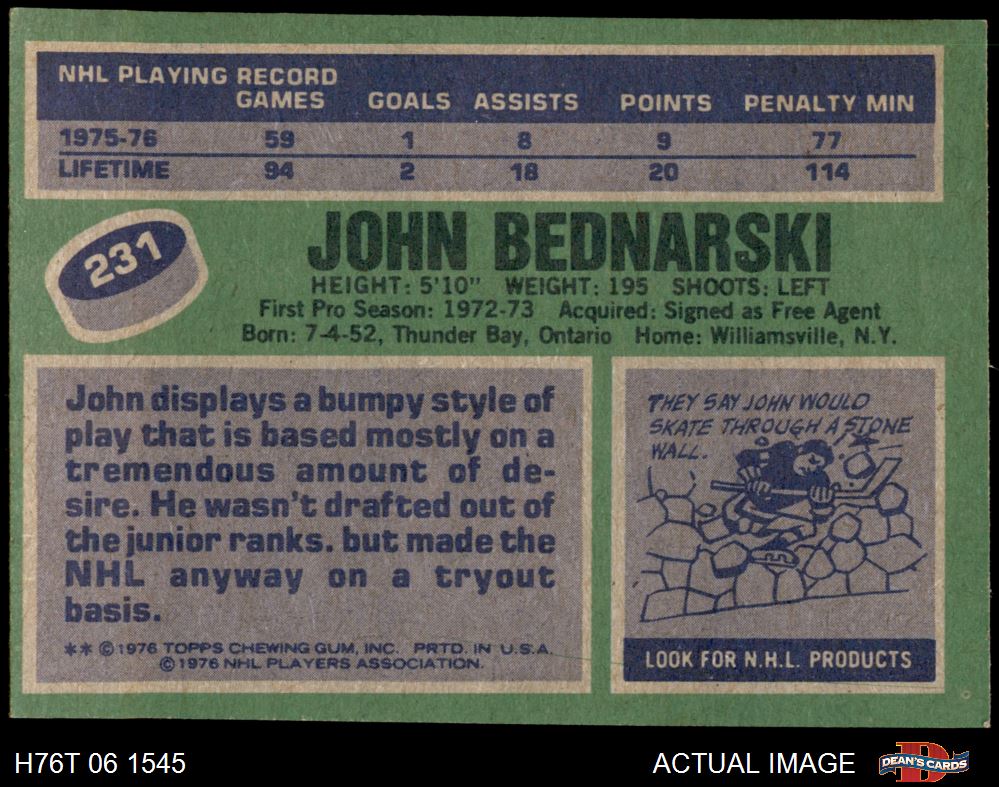 NHL PLAYING RECORD
GAMES GOALS ASSISTS POINTS PENALTY MIN
1975-76 59 1 8 9 77
LIFETIME 94 2 18 20 114
231
JOHN BEDNARSKI
HEIGHT: 5'10" WEIGHT: 195 SHOOTS: LEFT
First Pro Season: 1972-73 Acquired: Signed as Free Agent
Born: 7-4-52, Thunder Bay, Ontario Home: Williamsville, N.Y.
John displays a bumpy style of
play that is based mostly on a
tremendous amount of de-
sire. He wasn't drafted out of
the junior ranks. but made the
NHL anyway on a tryout
basis.
** ©1976 TOPPS CHEWING GUM, INC. PRTD. IN U.S.A.
©1976 NHL PLAYERS ASSOCIATION.
THEY SAY JOHN WOULD
SKATE THROUGH A STONE
WALL.
LOOK FOR N.H.L. PRODUCTS
H76T 06 1545
ACTUAL IMAGE
D
DEAN'S CARDS